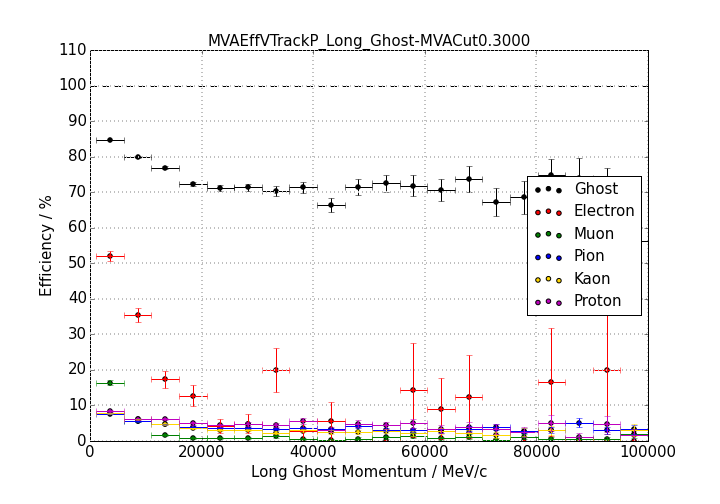 MVAEffVTrackP_Long_Ghost-MVACut0.3000
110
100
90
80
70
60
50
40
30
20
10
0
Efficiency / %
Ghost
Electron
Muon
Pion
Kaon
Proton
0 20000 40000 60000 80000 100000
Long Ghost Momentum / MeV/c